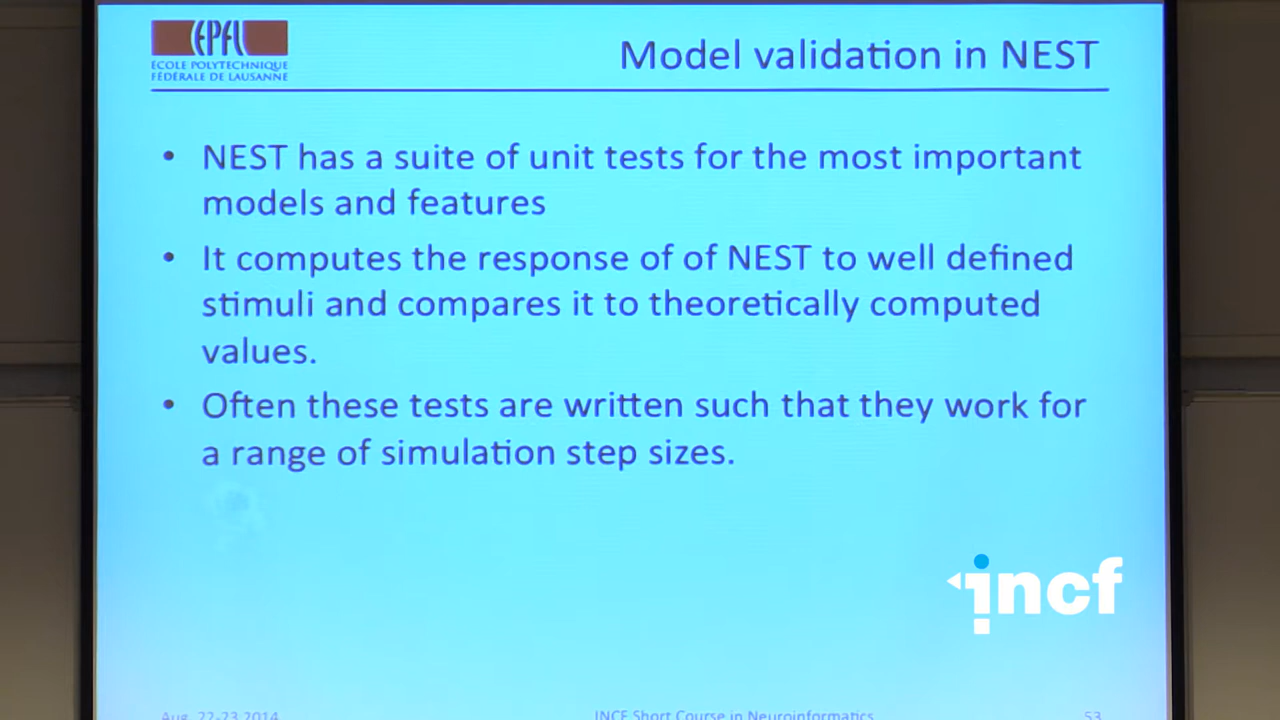 EPFL
ÉCOLE POLYTECHNIQUE
FÉDÉRALE DE LAUSANNE
Model validation in NEST
• NEST has a suite of unit tests for the most important
models and features
• It computes the response of of NEST to well defined
stimuli and compares it to theoretically computed
values.
• Often these tests are written such that they work for
a range of simulation step sizes.
incf
Aug. 22-23 2014
INCF Short Course in Neuroinformatics
53